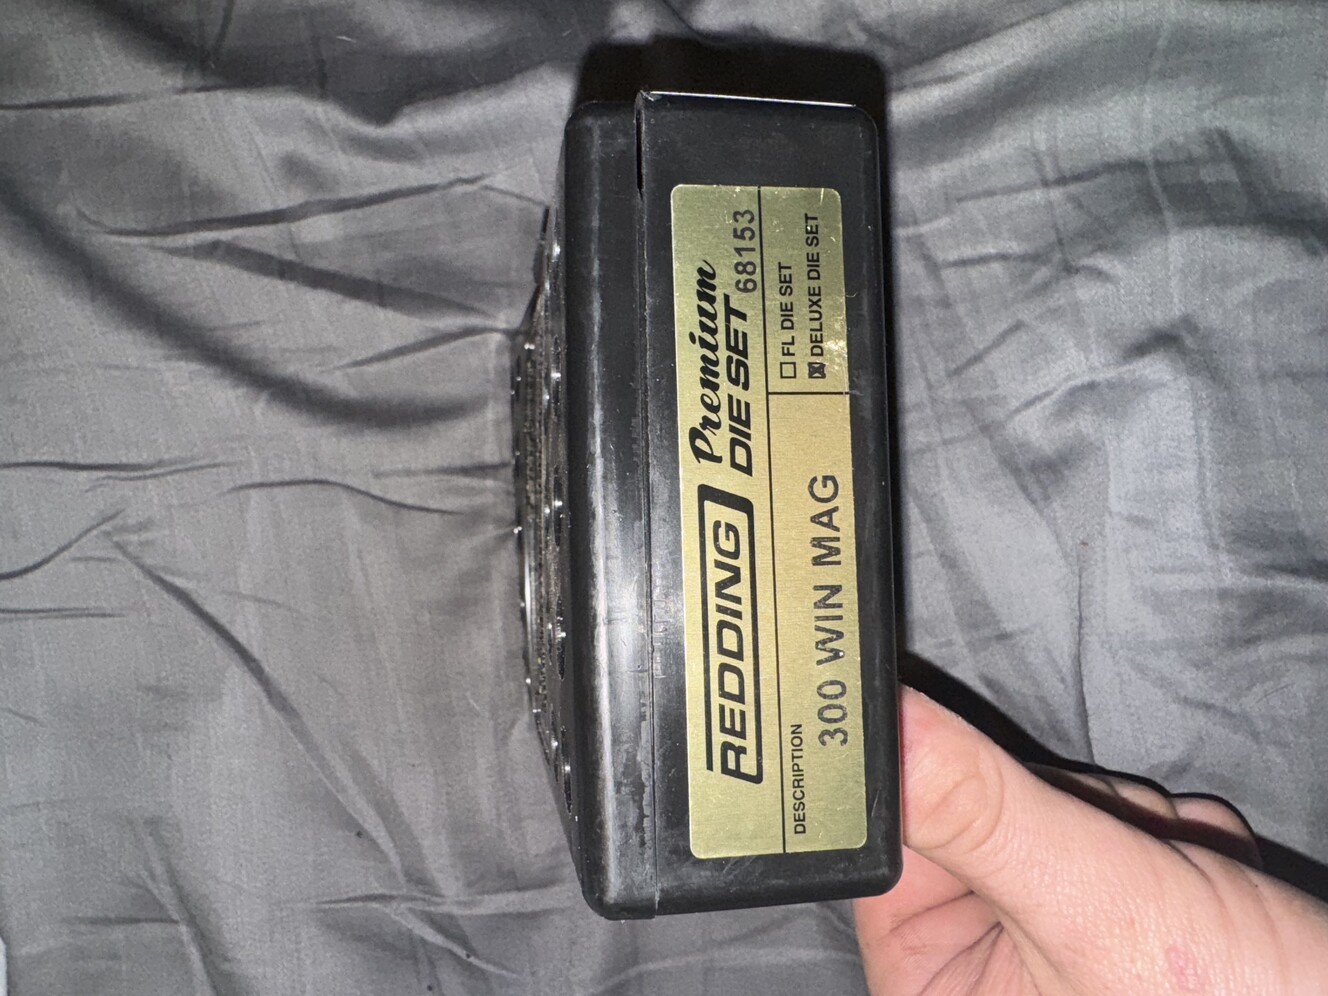 REDDING
Premium
DIE SET 68153
DESCRIPTION
300 WIN MAG
FL DIE SET
DELUXE DIE SET